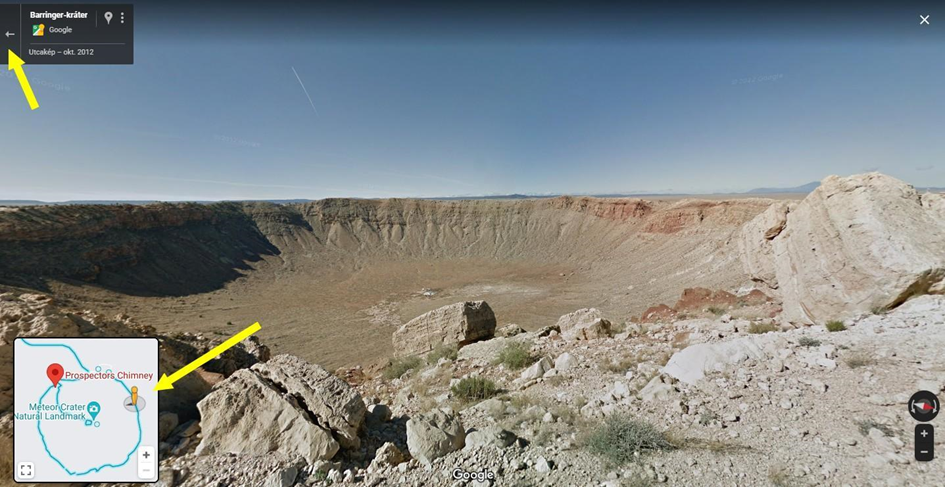 Barringer-kráter
Google
Utcakép – okt. 2012
Prospectors Chimney
Meteor Crater
Natural Landmark
Google